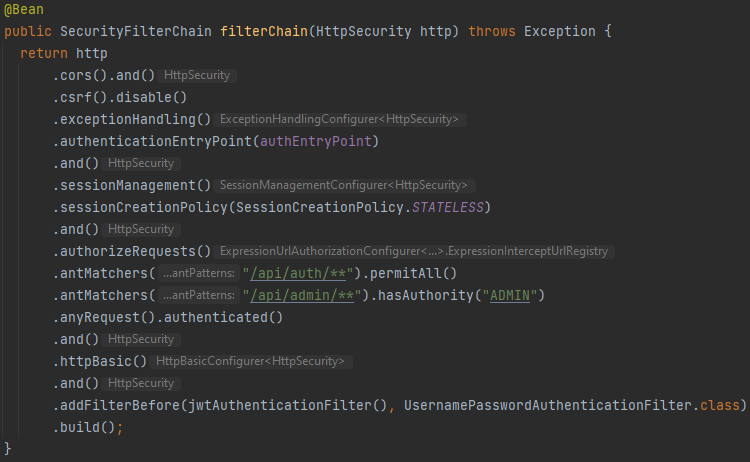 @Bean
public SecurityFilterChain filterChain(HttpSecurity http) throws Exception {
return http
.cors().and() HttpSecurity
.csrf().disable()
.exceptionHandling() ExceptionHandlingConfigurer<HttpSecurity>
.authenticationEntryPoint(authEntryPoint)
.and() HttpSecurity
.sessionManagement() SessionManagementConfigurer<HttpSecurity>
.sessionCreationPolicy(SessionCreationPolicy.STATELESS)
.and() HttpSecurity
.authorizeRequests() ExpressionUrlAuthorizationConfigurer<...>.ExpressionInterceptUrlRegistry
.antMatchers( ...antPatterns: "/api/auth/**").permitAll()
.antMatchers( ...antPatterns: "/api/admin/**").hasAuthority("ADMIN")
.anyRequest().authenticated()
.and() HttpSecurity
.httpBasic() HttpBasicConfigurer<HttpSecurity>
.and() HttpSecurity
.addFilterBefore(jwtAuthenticationFilter(), UsernamePasswordAuthenticationFilter.class)
.build();
}